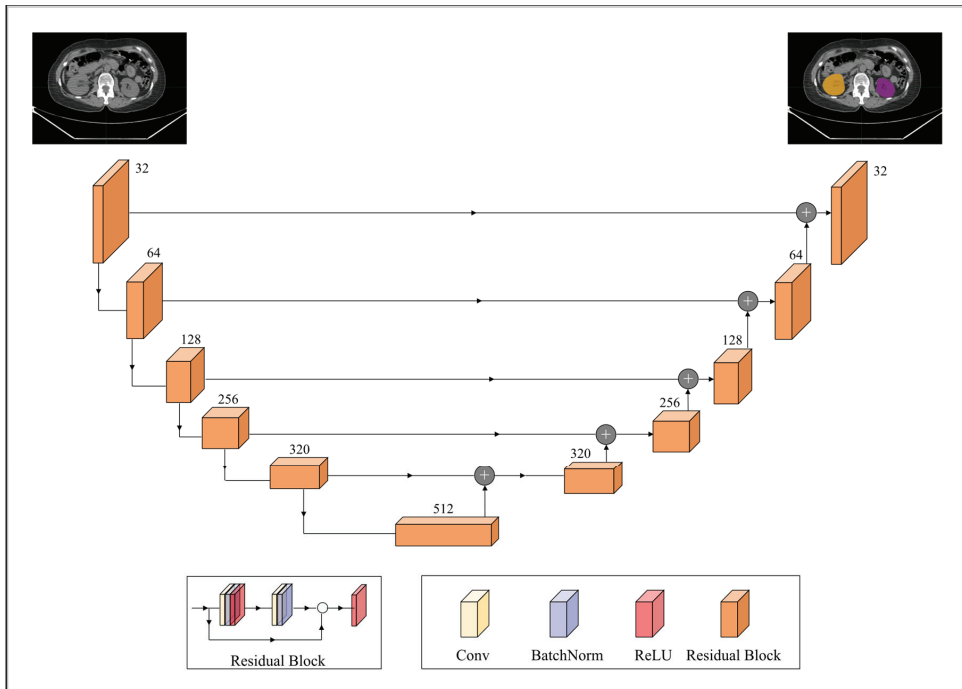 32
32
64
64
128
128
256
256
320
320
512
Residual Block
Conv
BatchNorm
ReLU
Residual Block